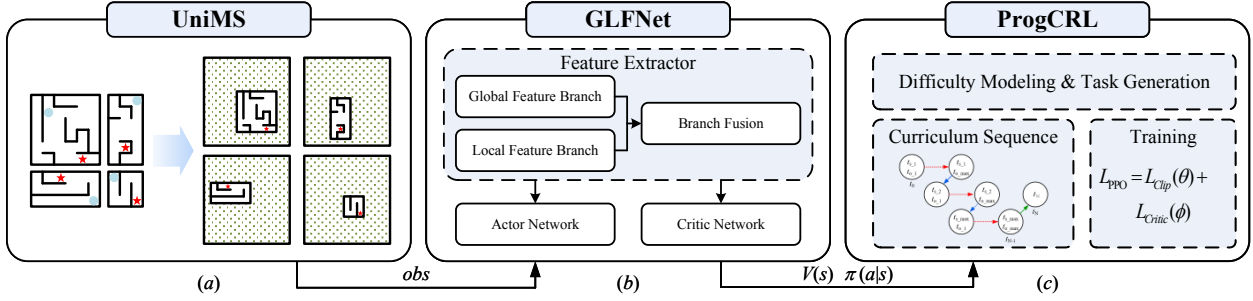 UniMS
GLFNet
ProgCRL
Feature Extractor
Global Feature Branch
Local Feature Branch
Branch Fusion
Actor Network
Critic Network
Difficulty Modeling & Task Generation
Curriculum Sequence
Training
L_PPO = L_Clip(θ) +
L_Critic(ϕ)
(a)
obs
(b)
V(s) π(a|s)
(c)